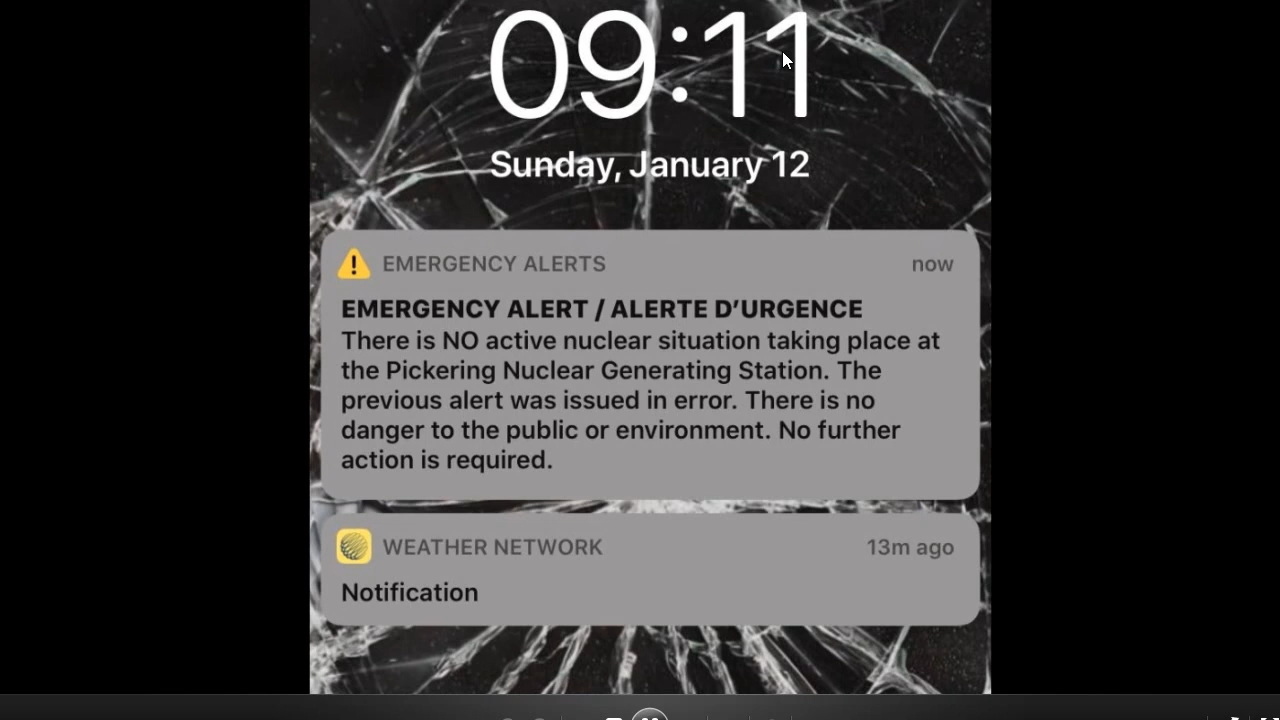 09:11
Sunday, January 12
EMERGENCY ALERTS
now
EMERGENCY ALERT / ALERTE D’URGENCE
There is NO active nuclear situation taking place at
the Pickering Nuclear Generating Station. The
previous alert was issued in error. There is no
danger to the public or environment. No further
action is required.
WEATHER NETWORK
13m ago
Notification